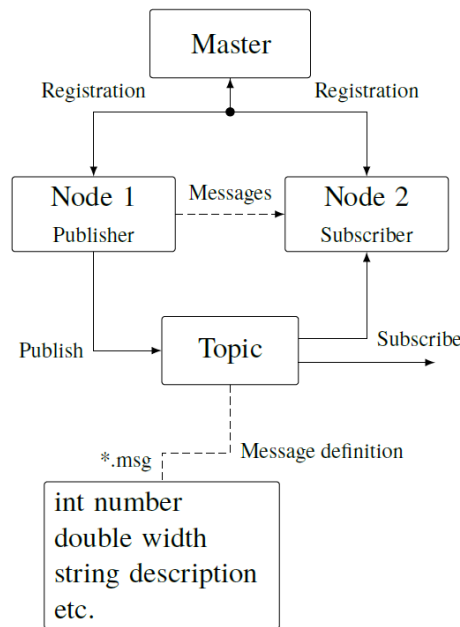 Master
Registration
Registration
Node 1
Publisher
Messages
Node 2
Subscriber
Publish
Topic
Subscribe
*.msg
Message definition
int number
double width
string description
etc.